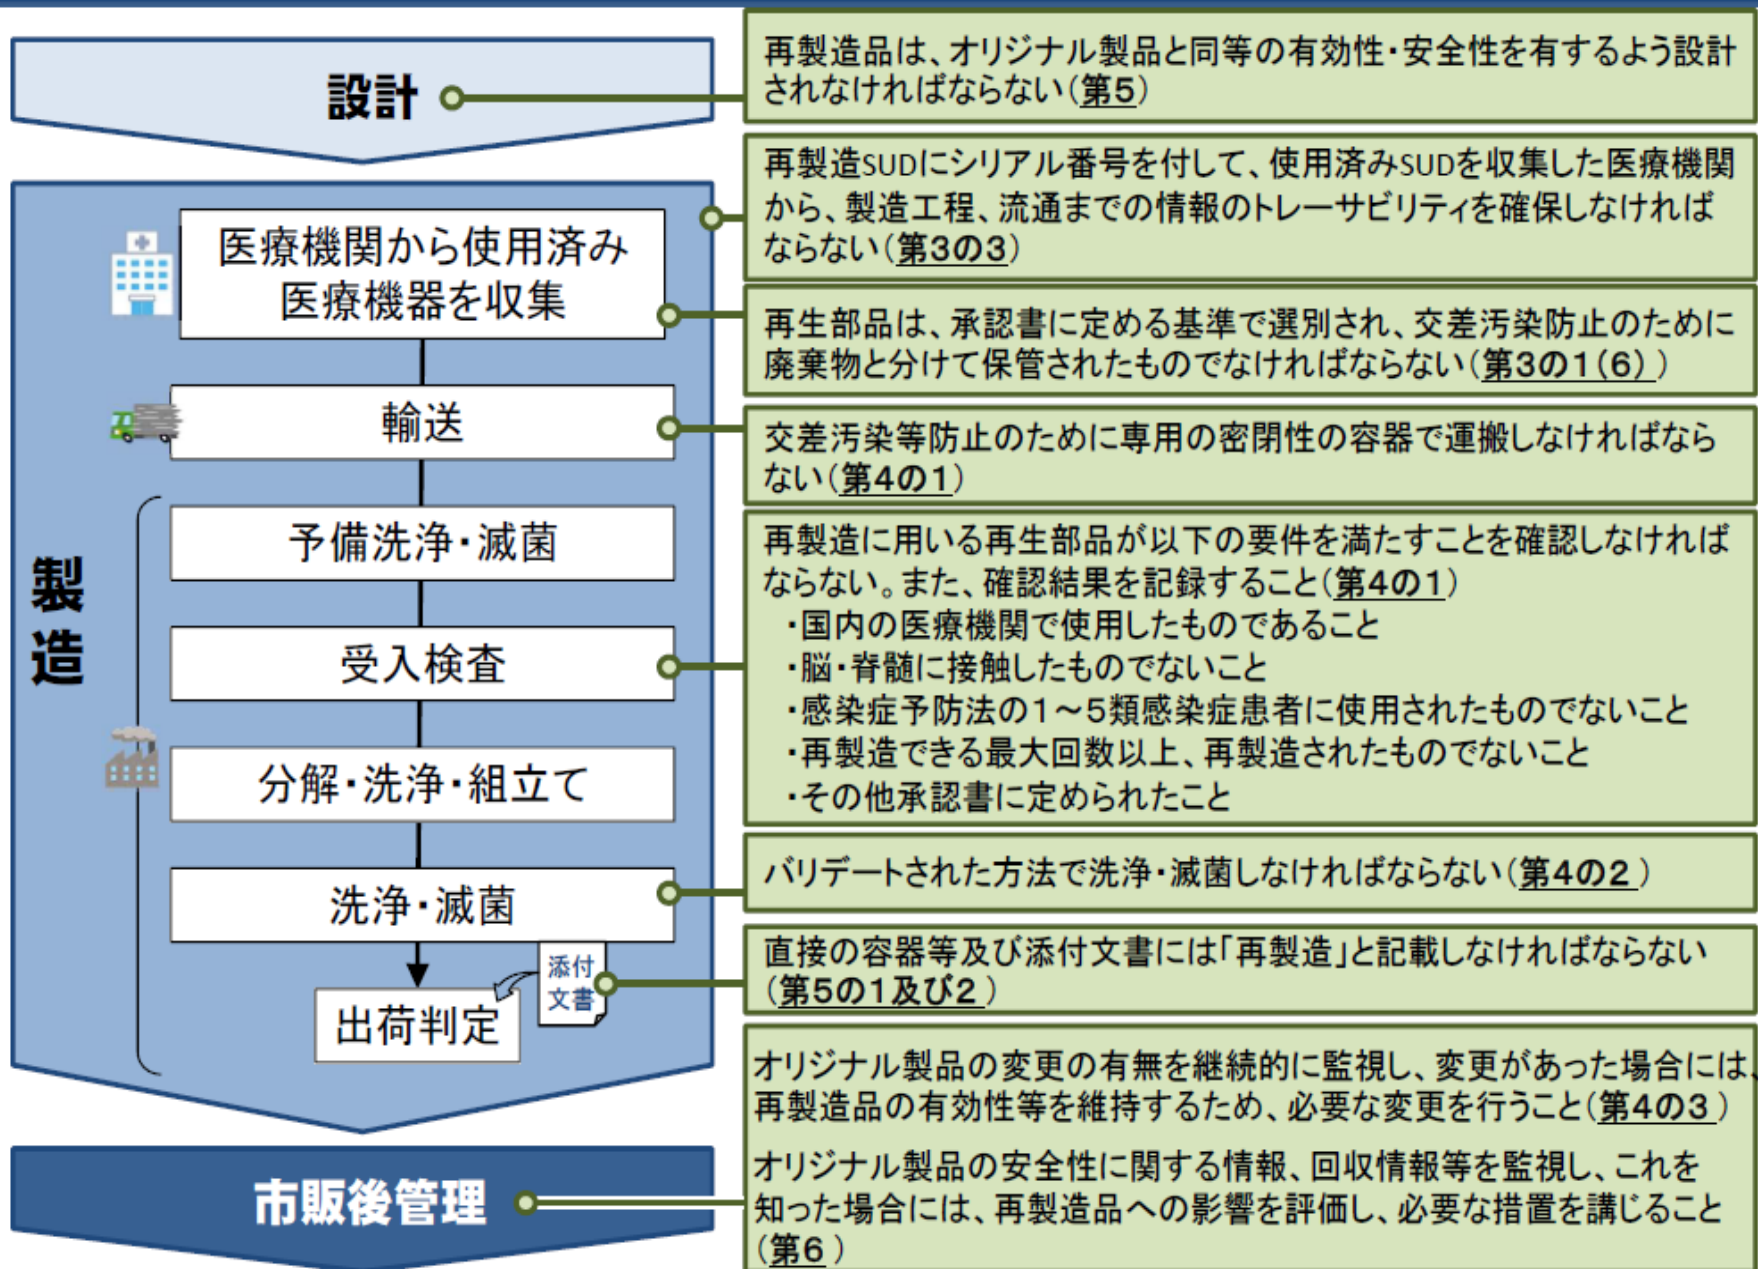 設計
再製造品は、オリジナル製品と同等の有効性・安全性を有するよう設計
されなければならない(第5)
製造
再製造SUDにシリアル番号を付して、使用済みSUDを収集した医療機関
から、製造工程、流通までの情報のトレーサビリティを確保しなければ
ならない(第3の3)
医療機関から使用済み
医療機器を収集
再生部品は、承認書に定める基準で選別され、交差汚染防止のために
廃棄物と分けて保管されたものでなければならない(第3の1(6))
輸送
交差汚染等防止のために専用の密閉性の容器で運搬しなければなら
ない(第4の1)
予備洗浄・滅菌
受入検査
再製造に用いる再生部品が以下の要件を満たすことを確認しなければ
ならない。また、確認結果を記録すること(第4の1)
・国内の医療機関で使用したものであること
・脳・脊髄に接触したものでないこと
・感染症予防法の1～5類感染症患者に使用されたものでないこと
・再製造できる最大回数以上、再製造されたものでないこと
・その他承認書に定められたこと
分解・洗浄・組立て
洗浄・滅菌
バリデートされた方法で洗浄・滅菌しなければならない(第4の2)
添付
文書
直接の容器等及び添付文書には「再製造」と記載しなければならない
(第5の1及び2)
出荷判定
市販後管理
オリジナル製品の変更の有無を継続的に監視し、変更があった場合には、
再製造品の有効性等を維持するため、必要な変更を行うこと(第4の3)
オリジナル製品の安全性に関する情報、回収情報等を監視し、これを
知った場合には、再製造品への影響を評価し、必要な措置を講じること
(第6)